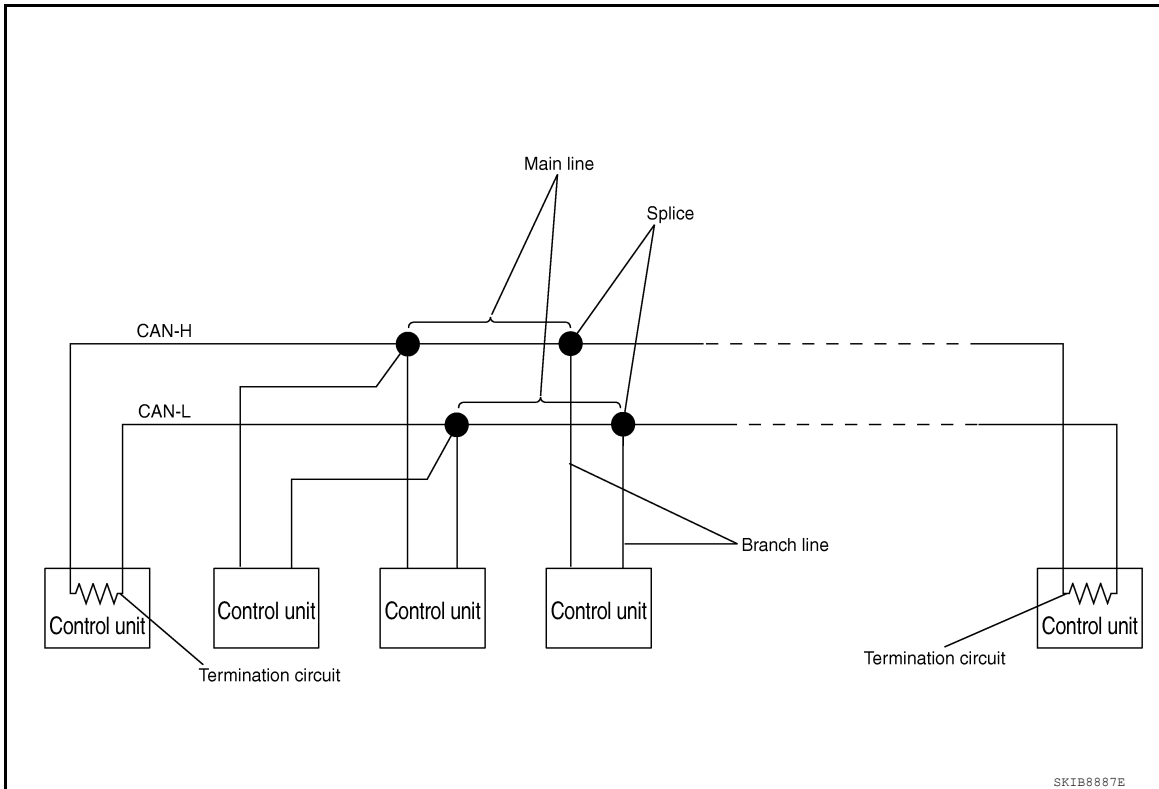 Main line
Splice
CAN-H
CAN-L
Branch line
Control unit
Control unit
Control unit
Control unit
Control unit
Termination circuit
Termination circuit
SKIB8887E